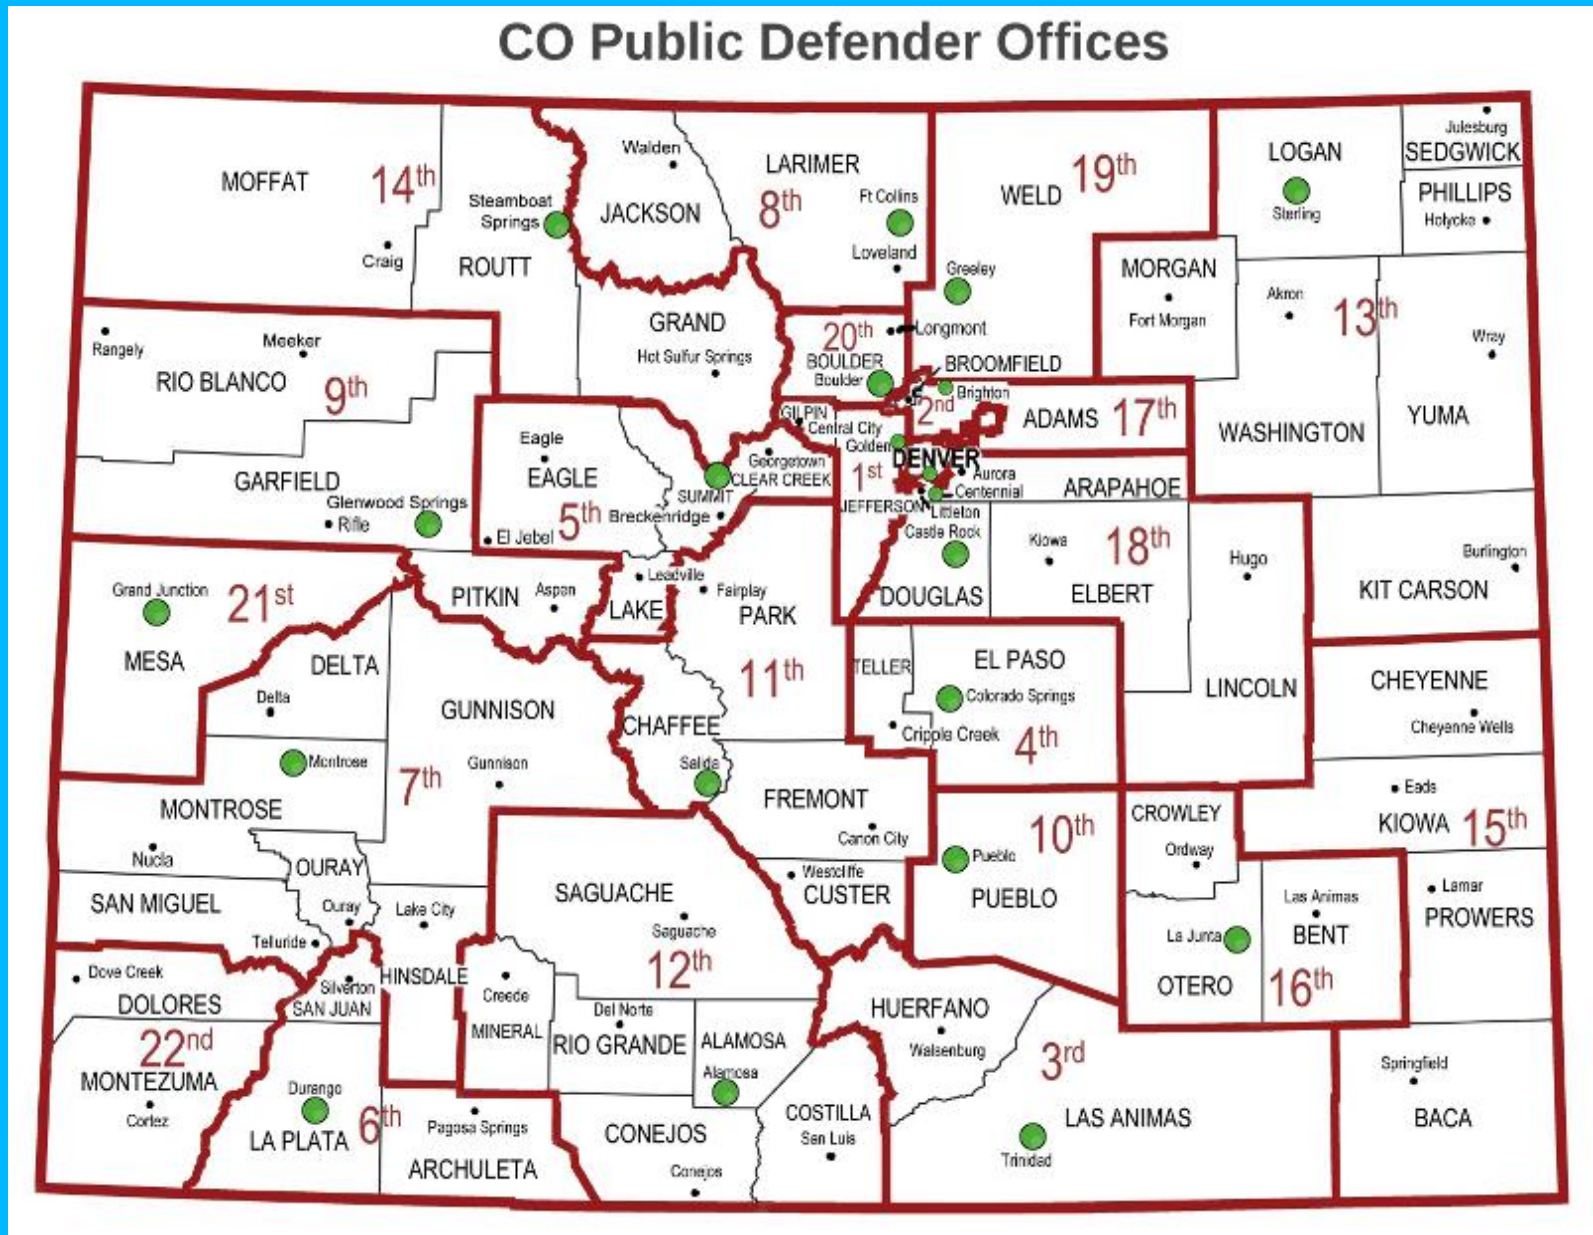 CO Public Defender Offices
MOFFAT
14th
Craig
Steamboat
Springs
ROUTT
Walden
JACKSON
LARIMER
8th
Ft Collins
Loveland
WELD
19th
Greeley
LOGAN
Sterling
Julesburg
SEDGWICK
PHILLIPS
Holyoke
MORGAN
Fort Morgan
Akron
13th
Wray
WASHINGTON
YUMA
Rangely
Meeker
RIO BLANCO
9th
GRAND
Hot Sulfur Springs
20th
BOULDER
Boulder
Longmont
BROOMFIELD
2nd
Brighton
ADAMS
17th
GILPIN
Central City
Golden
DENVER
1st
Aurora
Centennial
Littleton
JEFFERSON
Castle Rock
ARAPAHOE
GARFIELD
Glenwood Springs
Rifle
Eagle
EAGLE
5th
El Jebel
Georgetown
CLEAR CREEK
SUMMIT
Breckenridge
Kiowa
18th
ELBERT
DOUGLAS
Hugo
LINCOLN
Burlington
KIT CARSON
Grand Junction
21st
MESA
PITKIN
Aspen
Leadville
LAKE
Fairplay
PARK
11th
TELLER
EL PASO
Colorado Springs
Cripple Creek
4th
CHEYENNE
Cheyenne Wells
DELTA
Delta
GUNNISON
Gunnison
7th
Montrose
MONTROSE
Nucla
CHAFFEE
Salida
FREMONT
Canon City
10th
Pueblo
PUEBLO
CROWLEY
Ordway
Eads
KIOWA
15th
OURAY
Ouray
SAN MIGUEL
Telluride
Lake City
HINSDALE
SAGUACHE
Saguache
12th
Westcliffe
CUSTER
La Junta
OTERO
Las Animas
BENT
16th
Lamar
PROWERS
Dove Creek
DOLORES
Silverton
SAN JUAN
22nd
MONTEZUMA
Cortez
Durango
LA PLATA
6th
Pagosa Springs
ARCHULETA
Creede
MINERAL
Del Norte
RIO GRANDE
ALAMOSA
Alamosa
CONEJOS
Conejos
COSTILLA
San Luis
HUERFANO
Walsenburg
3rd
LAS ANIMAS
Trinidad
Springfield
BACA